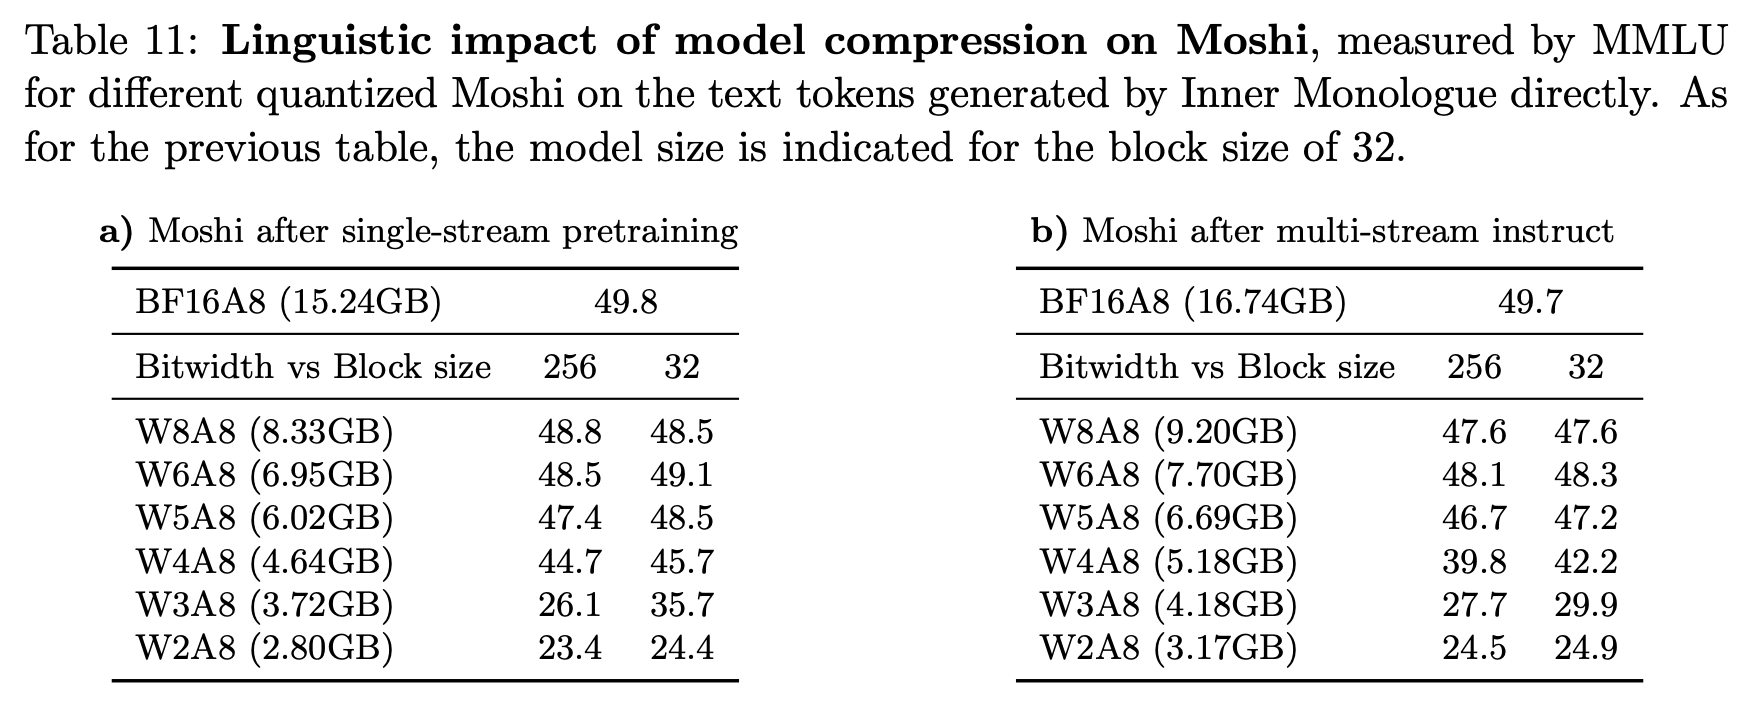 Table 11: Linguistic impact of model compression on Moshi, measured by MMLU
for different quantized Moshi on the text tokens generated by Inner Monologue directly. As
for the previous table, the model size is indicated for the block size of 32.
a) Moshi after single-stream pretraining
BF16A8 (15.24GB) 49.8
Bitwidth vs Block size 256 32
W8A8 (8.33GB) 48.8 48.5
W6A8 (6.95GB) 48.5 49.1
W5A8 (6.02GB) 47.4 48.5
W4A8 (4.64GB) 44.7 45.7
W3A8 (3.72GB) 26.1 35.7
W2A8 (2.80GB) 23.4 24.4
b) Moshi after multi-stream instruct
BF16A8 (16.74GB) 49.7
Bitwidth vs Block size 256 32
W8A8 (9.20GB) 47.6 47.6
W6A8 (7.70GB) 48.1 48.3
W5A8 (6.69GB) 46.7 47.2
W4A8 (5.18GB) 39.8 42.2
W3A8 (4.18GB) 27.7 29.9
W2A8 (3.17GB) 24.5 24.9